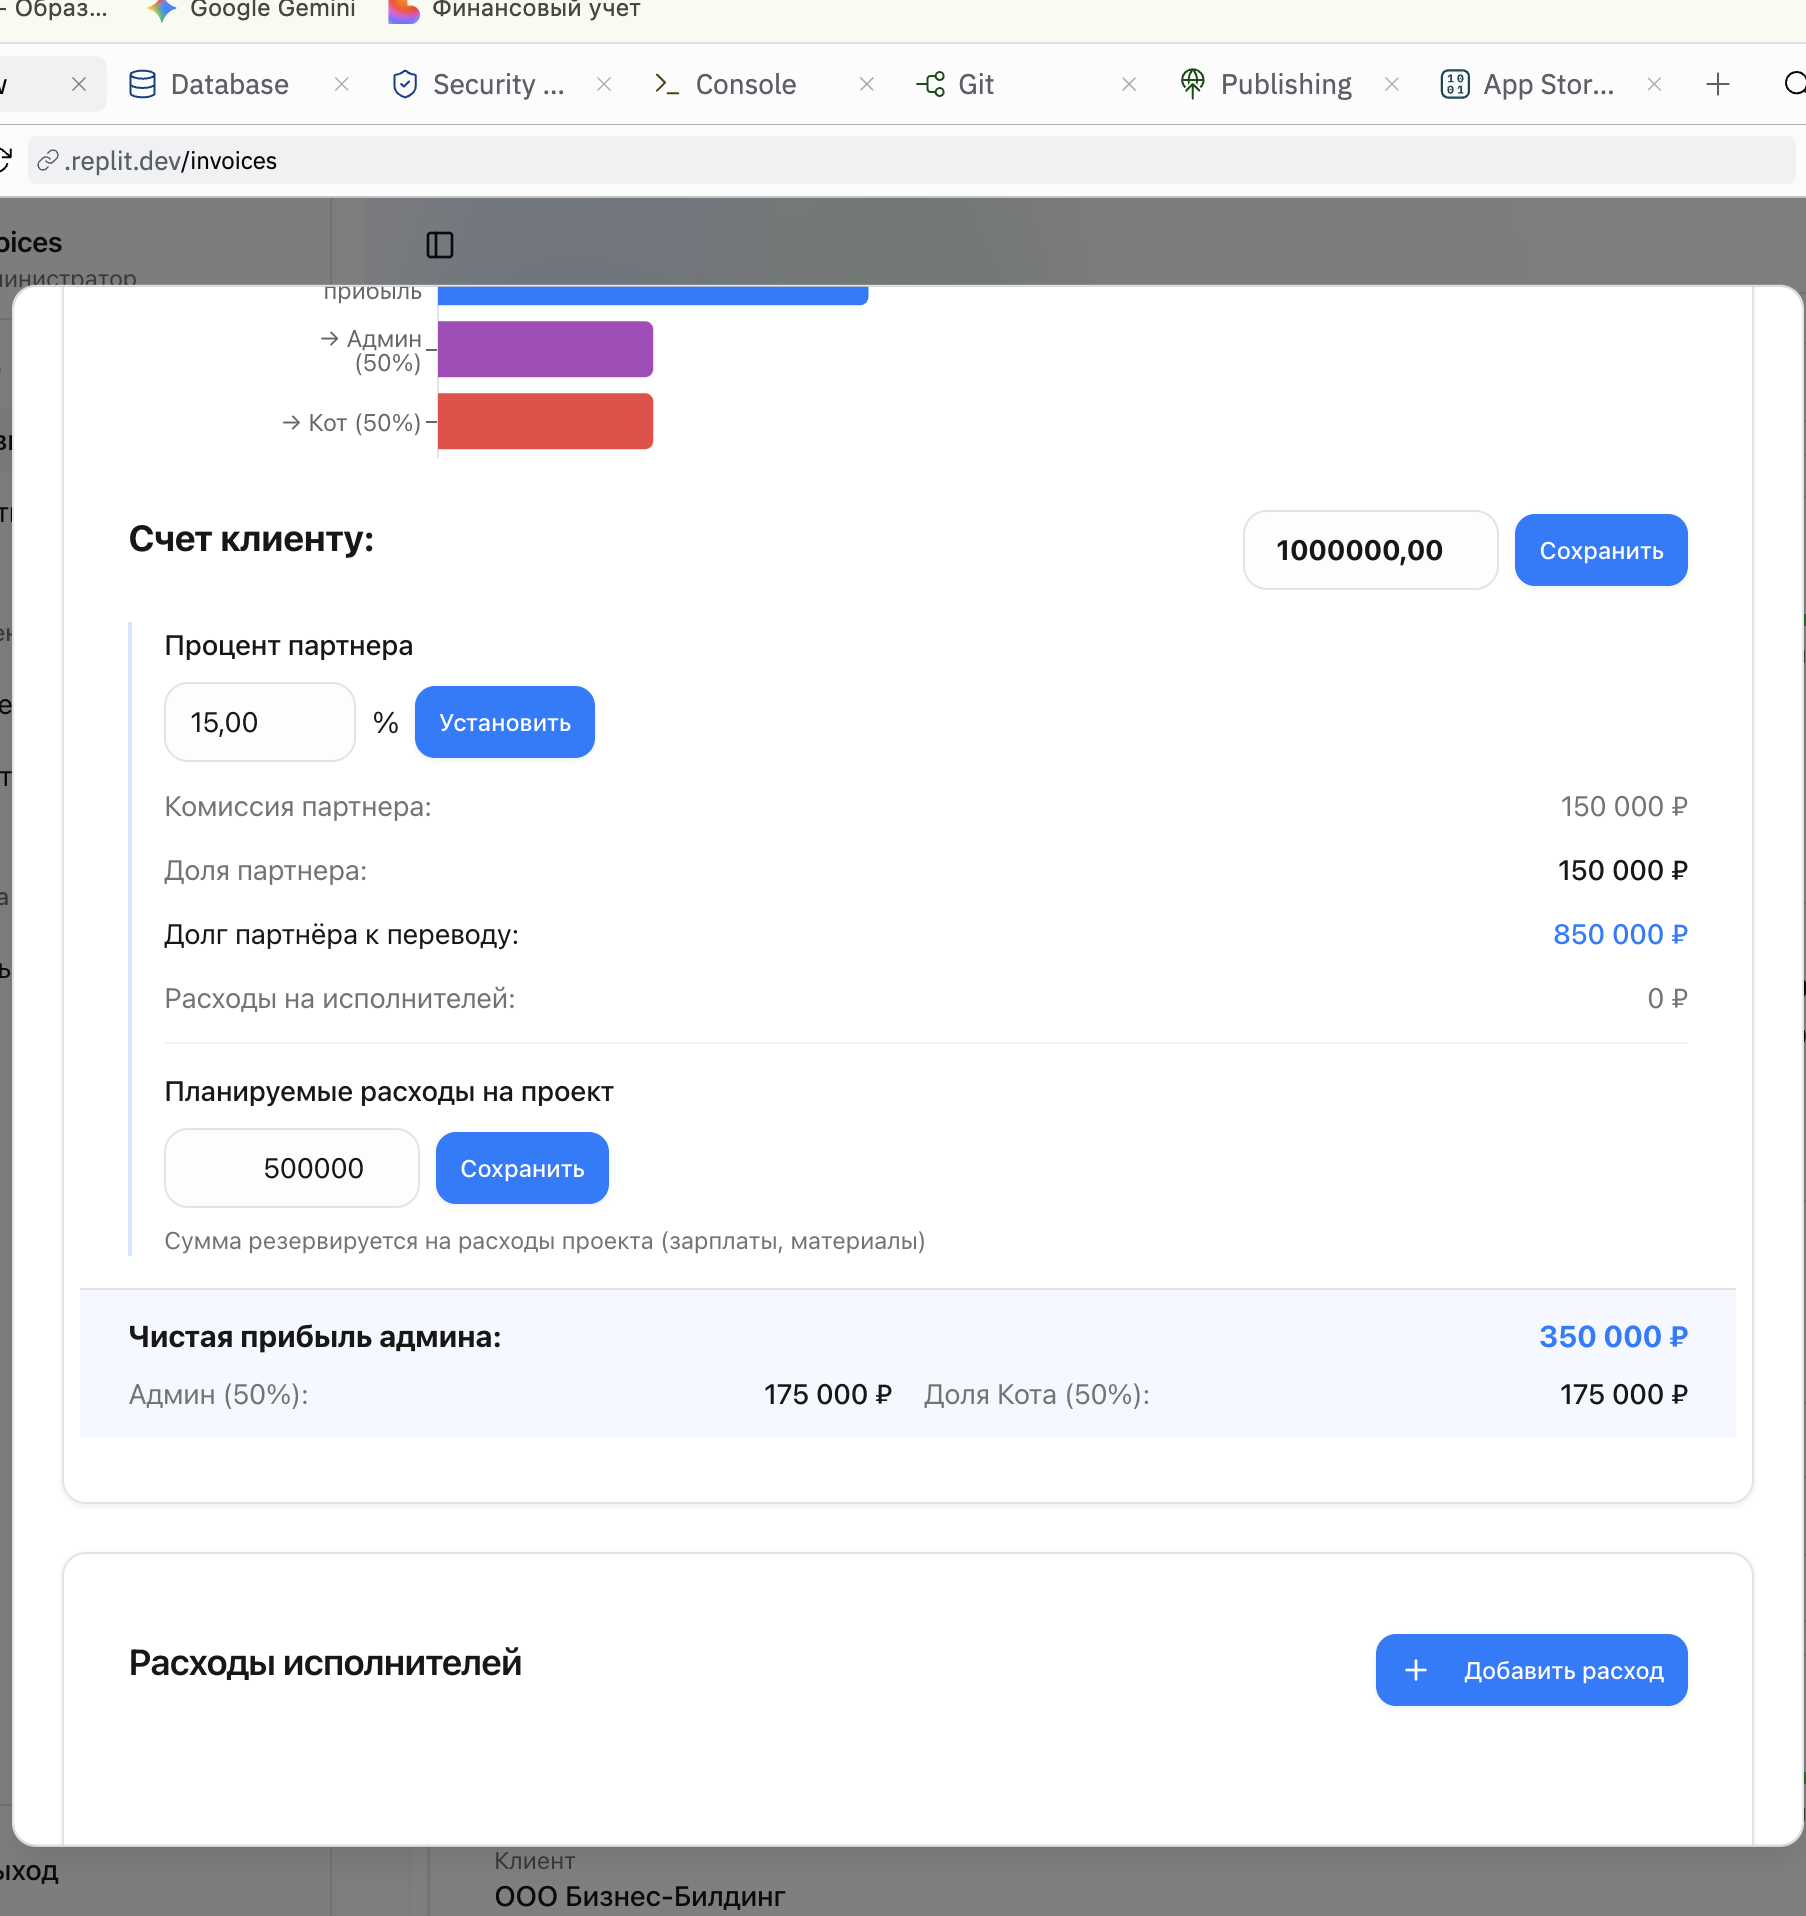 Образ...
Google Gemini
Финансовый учет
Database
Security ...
Console
Git
Publishing
App Stor...
.replit.dev/invoices
прибыль
→ Админ
(50%)
→ Кот (50%)
Счет клиенту:
1000000,00
Сохранить
Процент партнера
15,00
%
Установить
Комиссия партнера:
150 000 ₽
Доля партнера:
150 000 ₽
Долг партнёра к переводу:
850 000 ₽
Расходы на исполнителей:
0 ₽
Планируемые расходы на проект
500000
Сохранить
Сумма резервируется на расходы проекта (зарплаты, материалы)
Чистая прибыль админа:
350 000 ₽
Админ (50%):
175 000 ₽
Доля Кота (50%):
175 000 ₽
Расходы исполнителей
+ Добавить расход
Клиент
ООО Бизнес-Билдинг